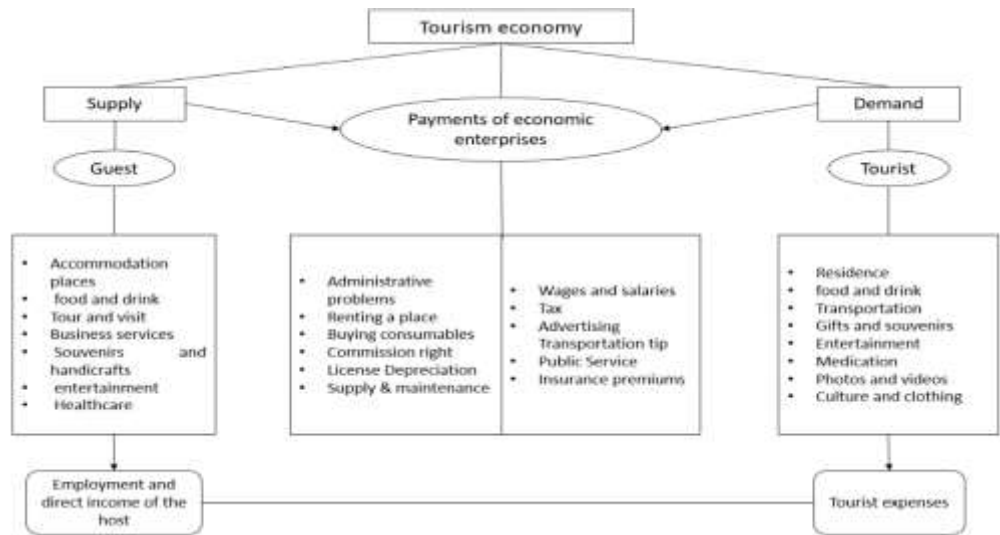 Tourism economy
Supply
Payments of economic
enterprises
Demand
Guest
Tourist
• Accommodation
places
• food and drink
• Tour and visit
• Business services
• Souvenirs and
handicrafts
• entertainment
• Healthcare
• Administrative
problems
• Renting a place
• Buying consumables
• Commission right
• License Depreciation
• Supply & maintenance
• Wages and salaries
• Tax
• Advertising
Transportation tip
• Public Service
• Insurance premiums
• Residence
• food and drink
• Transportation
• Gifts and souvenirs
• Entertainment
• Medication
• Photos and videos
• Culture and clothing
Employment and
direct income of the
host
Tourist expenses